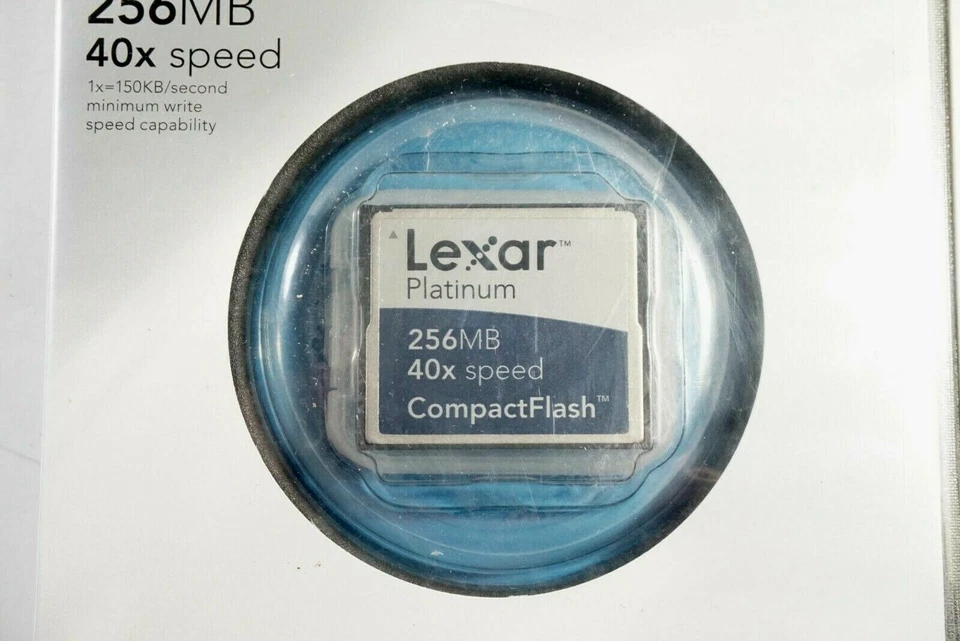 256MB
40x speed
1x=150KB/second
minimum write
speed capability
Lexar™
Platinum
256MB
40x speed
CompactFlash™